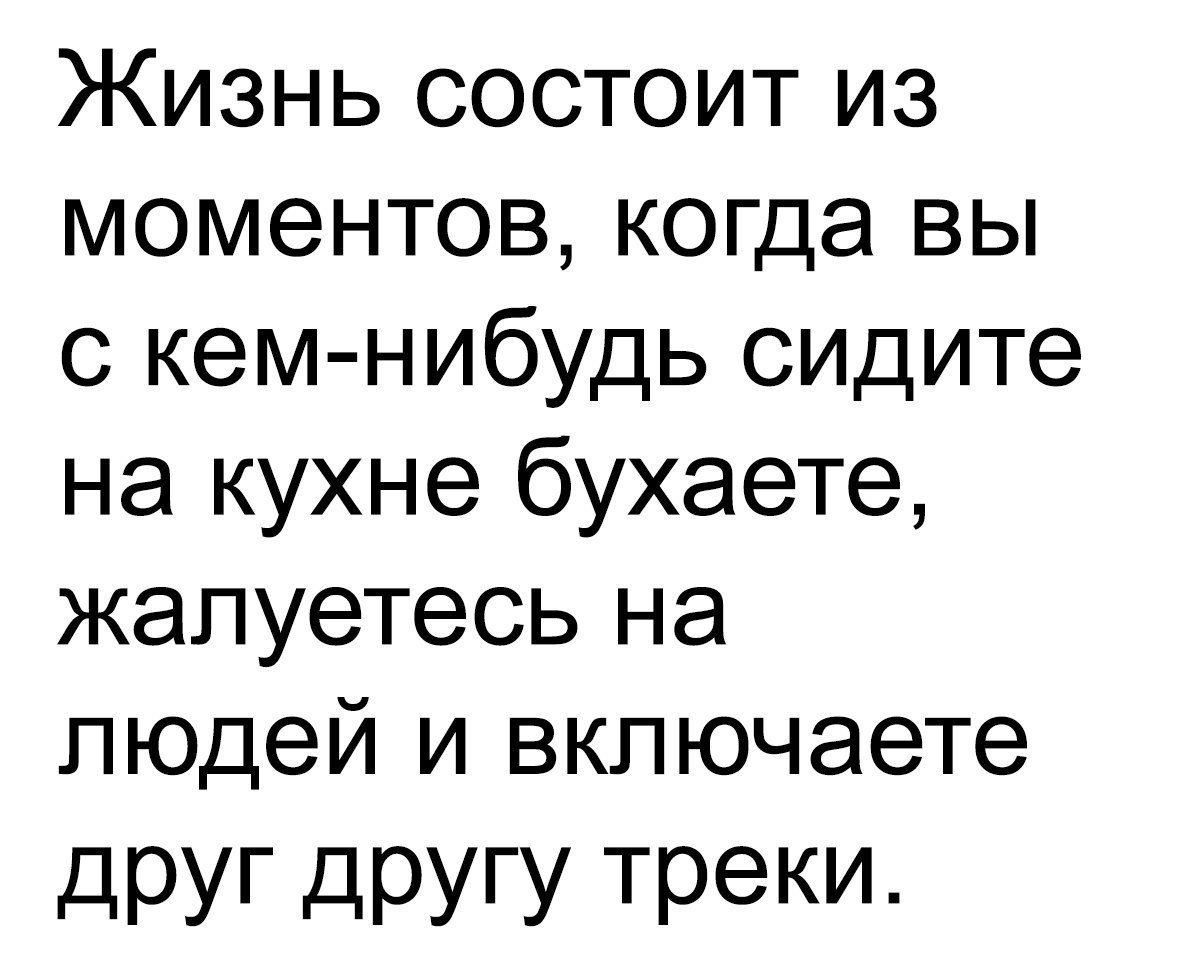 Жизнь состоит из
моментов, когда вы
с кем-нибудь сидите
на кухне бухаете,
жалуетесь на
людей и включаете
друг другу треки.